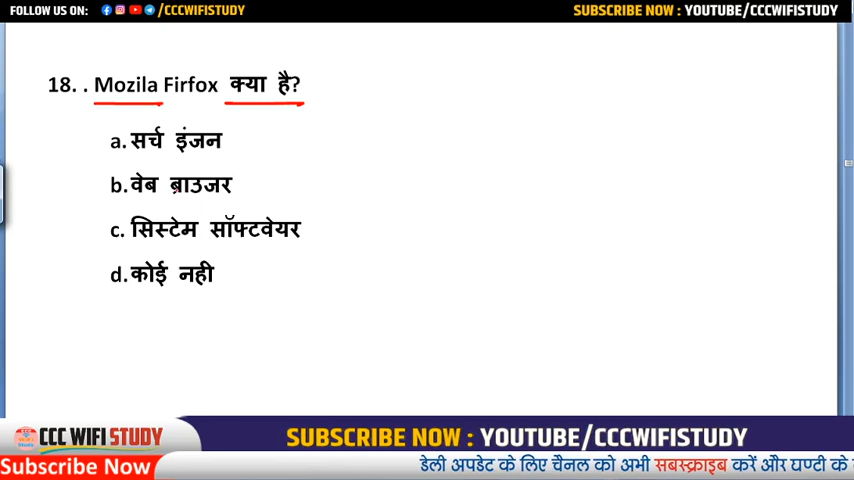 FOLLOW US ON: /CCCWIFISTUDY SUBSCRIBE NOW : YOUTUBE/CCCWIFISTUDY
18. . Mozila Firfox क्या है?
a. सर्च इंजन
b. वेब ब्राउजर
c. सिस्टेम सॉफ्टवेयर
d. कोई नही
CCC WIFI STUDY SUBSCRIBE NOW : YOUTUBE/CCCWIFISTUDY
Subscribe Now डेली अपडेट के लिए चैनल को अभी सबस्क्राइब करें और घण्टी के